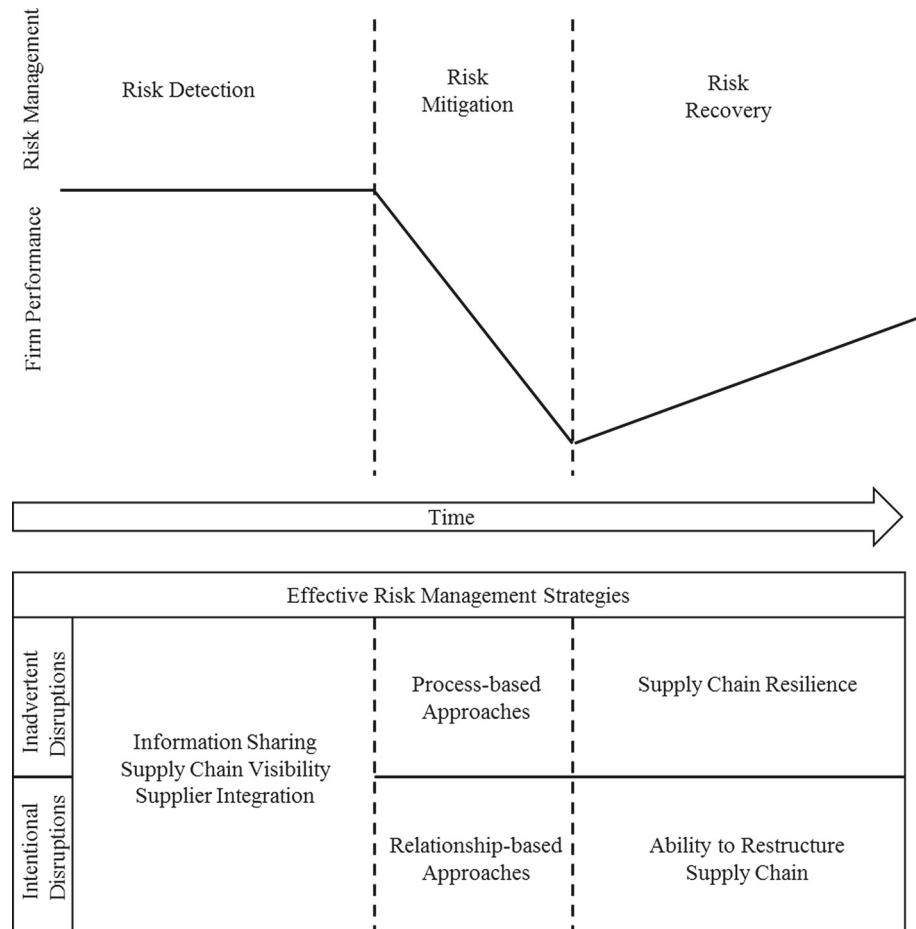 Risk Management
Firm Performance
Risk Detection
Risk
Mitigation
Risk
Recovery
Time
Effective Risk Management Strategies
Inadvertent
Disruptions
Intentional
Disruptions
Information Sharing
Supply Chain Visibility
Supplier Integration
Process-based
Approaches
Supply Chain Resilience
Relationship-based
Approaches
Ability to Restructure
Supply Chain